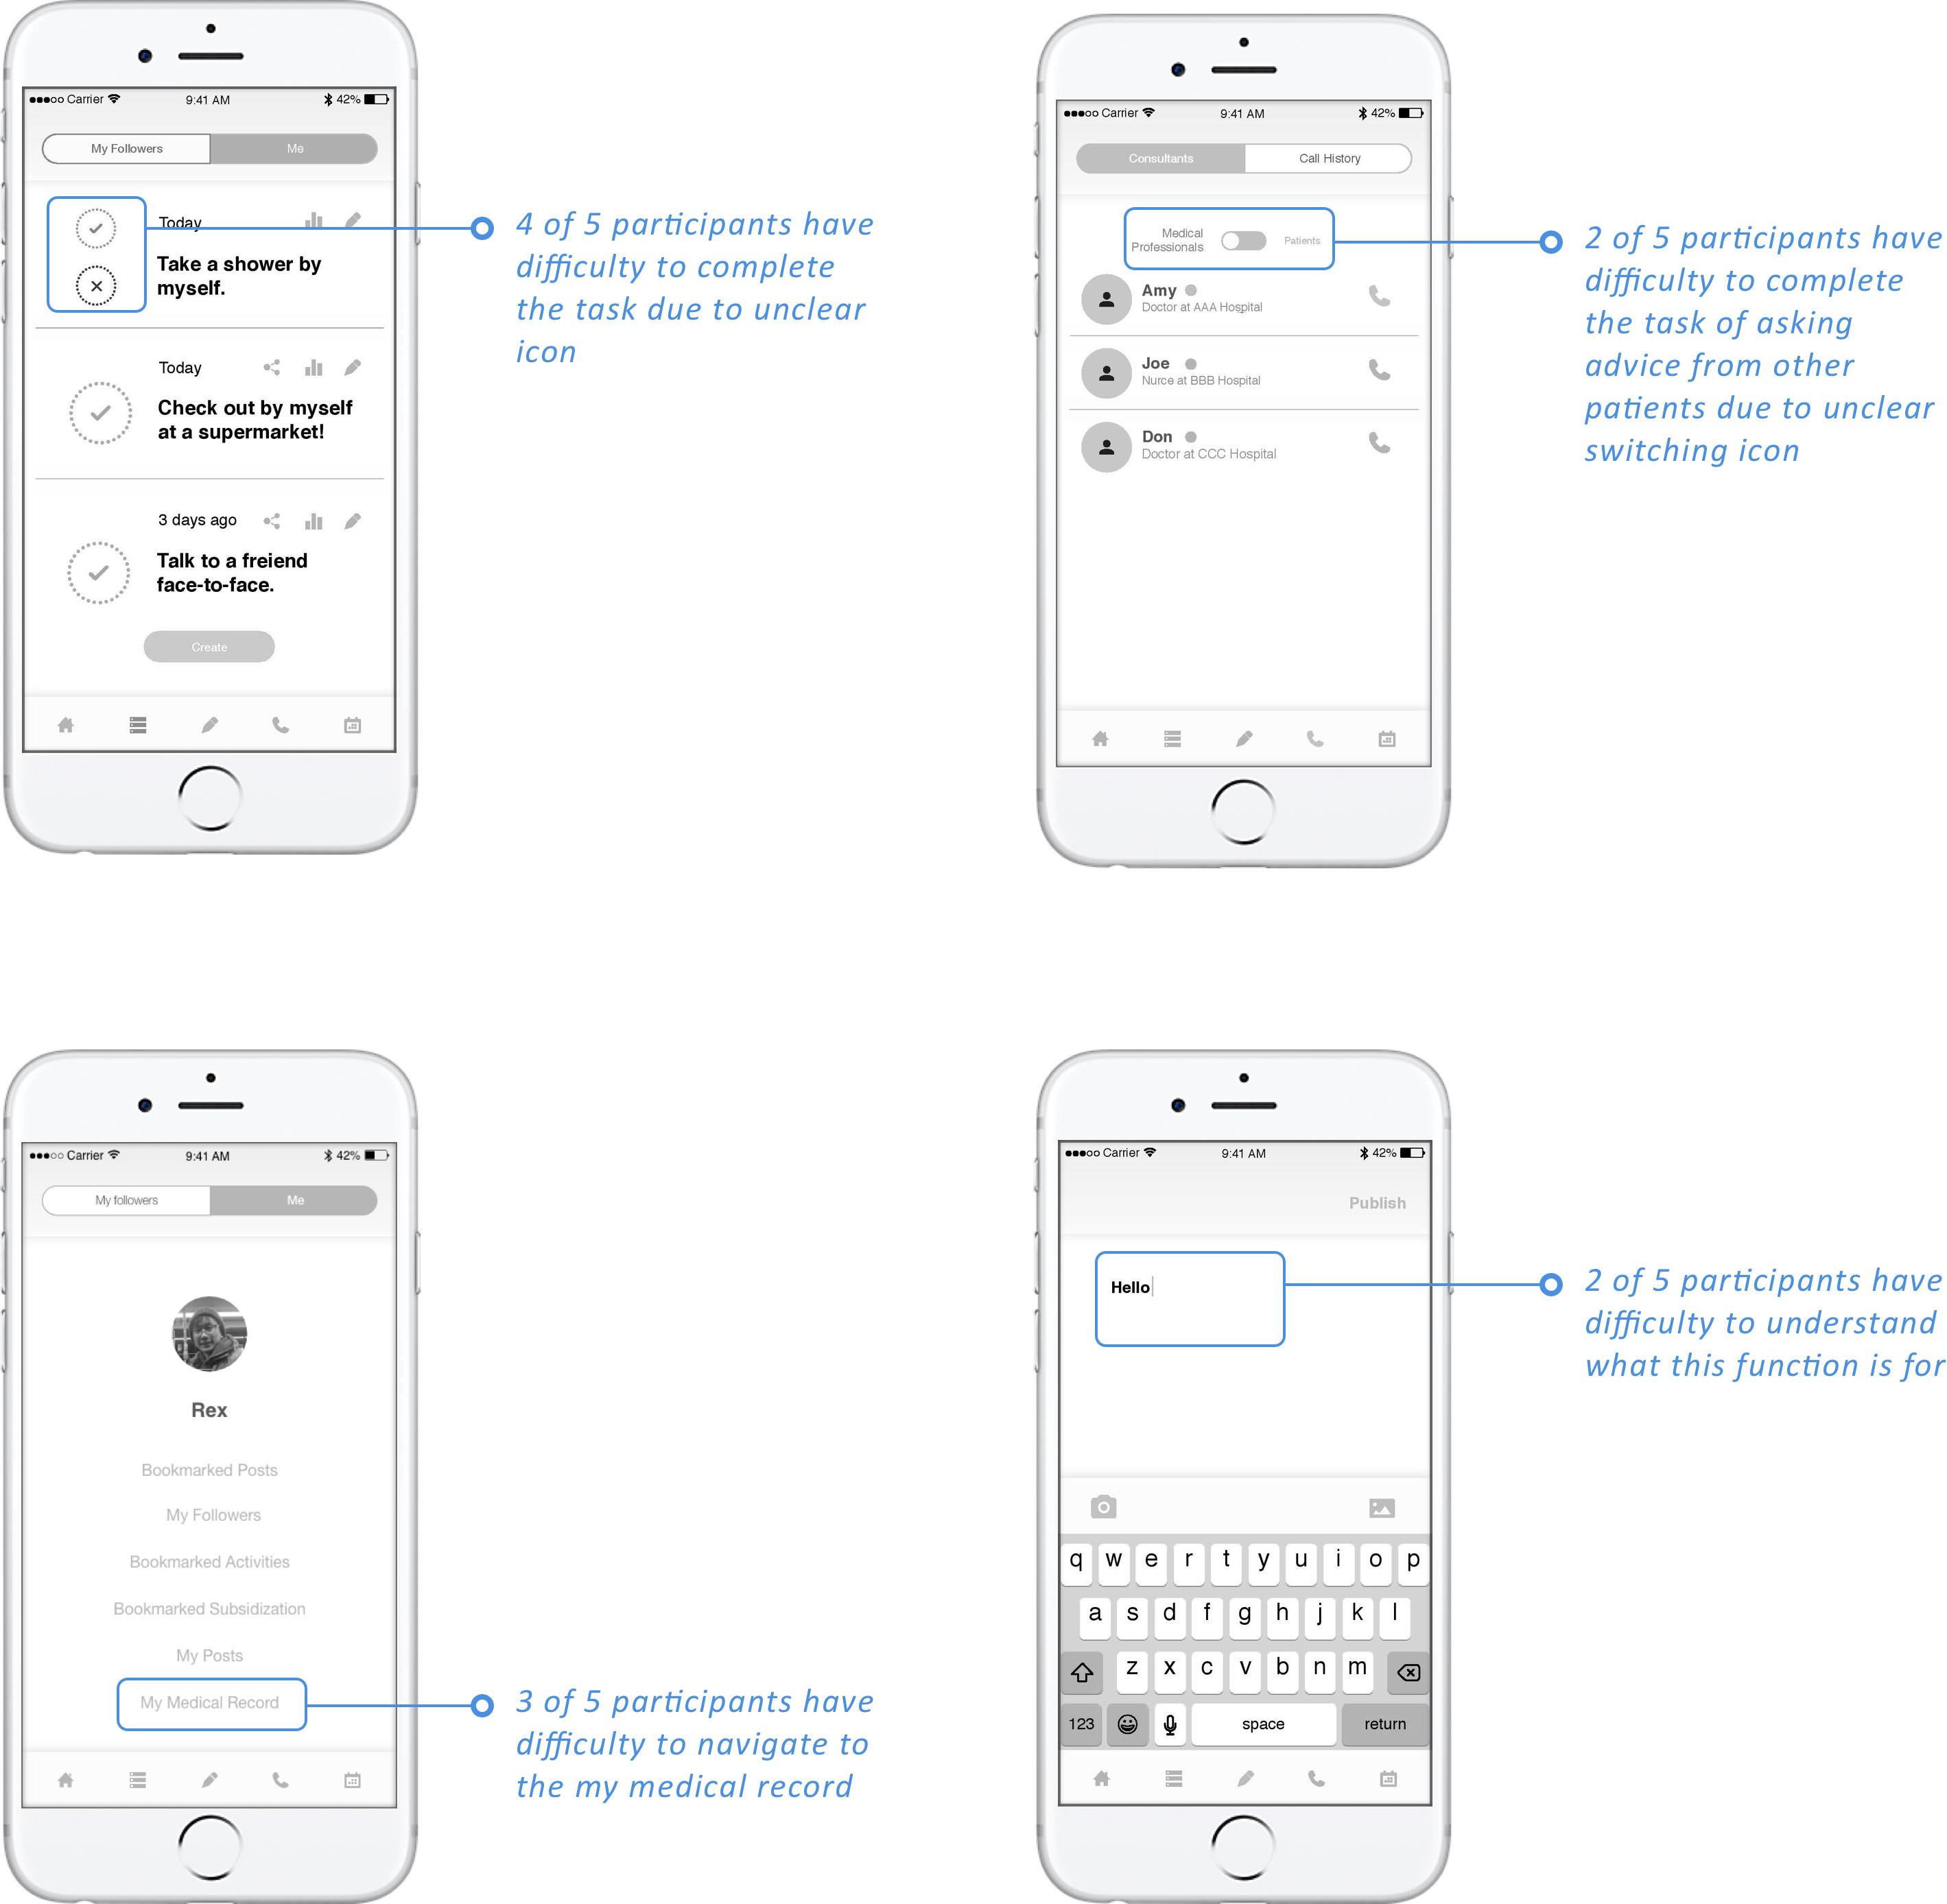 Carrier 9:41 AM 42%
My Followers Me
Today
Take a shower by
myself.
Today
Check out by myself
at a supermarket!
3 days ago
Talk to a freiend
face-to-face.
Create
4 of 5 participants have
difficulty to complete
the task due to unclear
icon
Carrier 9:41 AM 42%
Consultants Call History
Medical
Professionals
Patients
Amy
Doctor at AAA Hospital
Joe
Nurce at BBB Hospital
Don
Doctor at CCC Hospital
2 of 5 participants have
difficulty to complete
the task of asking
advice from other
patients due to unclear
switching icon
Carrier 9:41 AM 42%
My followers Me
Rex
Bookmarked Posts
My Followers
Bookmarked Activities
Bookmarked Subsidization
My Posts
My Medical Record
3 of 5 participants have
difficulty to navigate to
the my medical record
Carrier 9:41 AM 42%
Publish
Hello
q w e r t y u i o p
a s d f g h j k l
z x c v b n m
123 space return
2 of 5 participants have
difficulty to understand
what this function is for